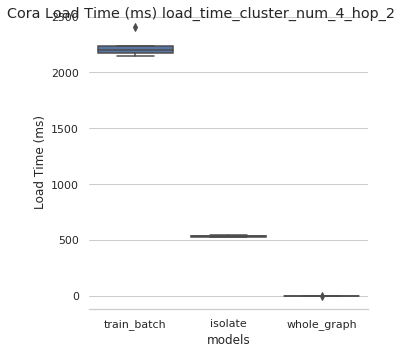 Cora Load Time (ms) load_time_cluster_num_4_hop_2
2500
2000
1500
1000
500
0
Load Time (ms)
train_batch
isolate
whole_graph
models